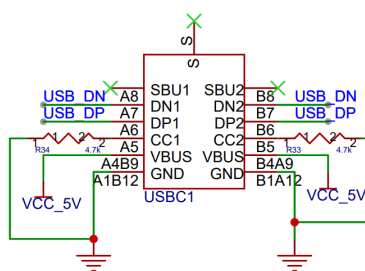 S
S
SBU1 SBU2
USB_DN A8 B8 USB_DN
DN1 DN2
USB_DP A7 B7 USB_DP
DP1 DP2
A6 B6
1 2 2 CC1 CC2 1 2 2
R34 4.7k A5 B5 R33 4.7k
VBUS VBUS
A4B9 B4A9
GND GND
VCC_5V A1B12 B1A12 VCC_5V
USBC1